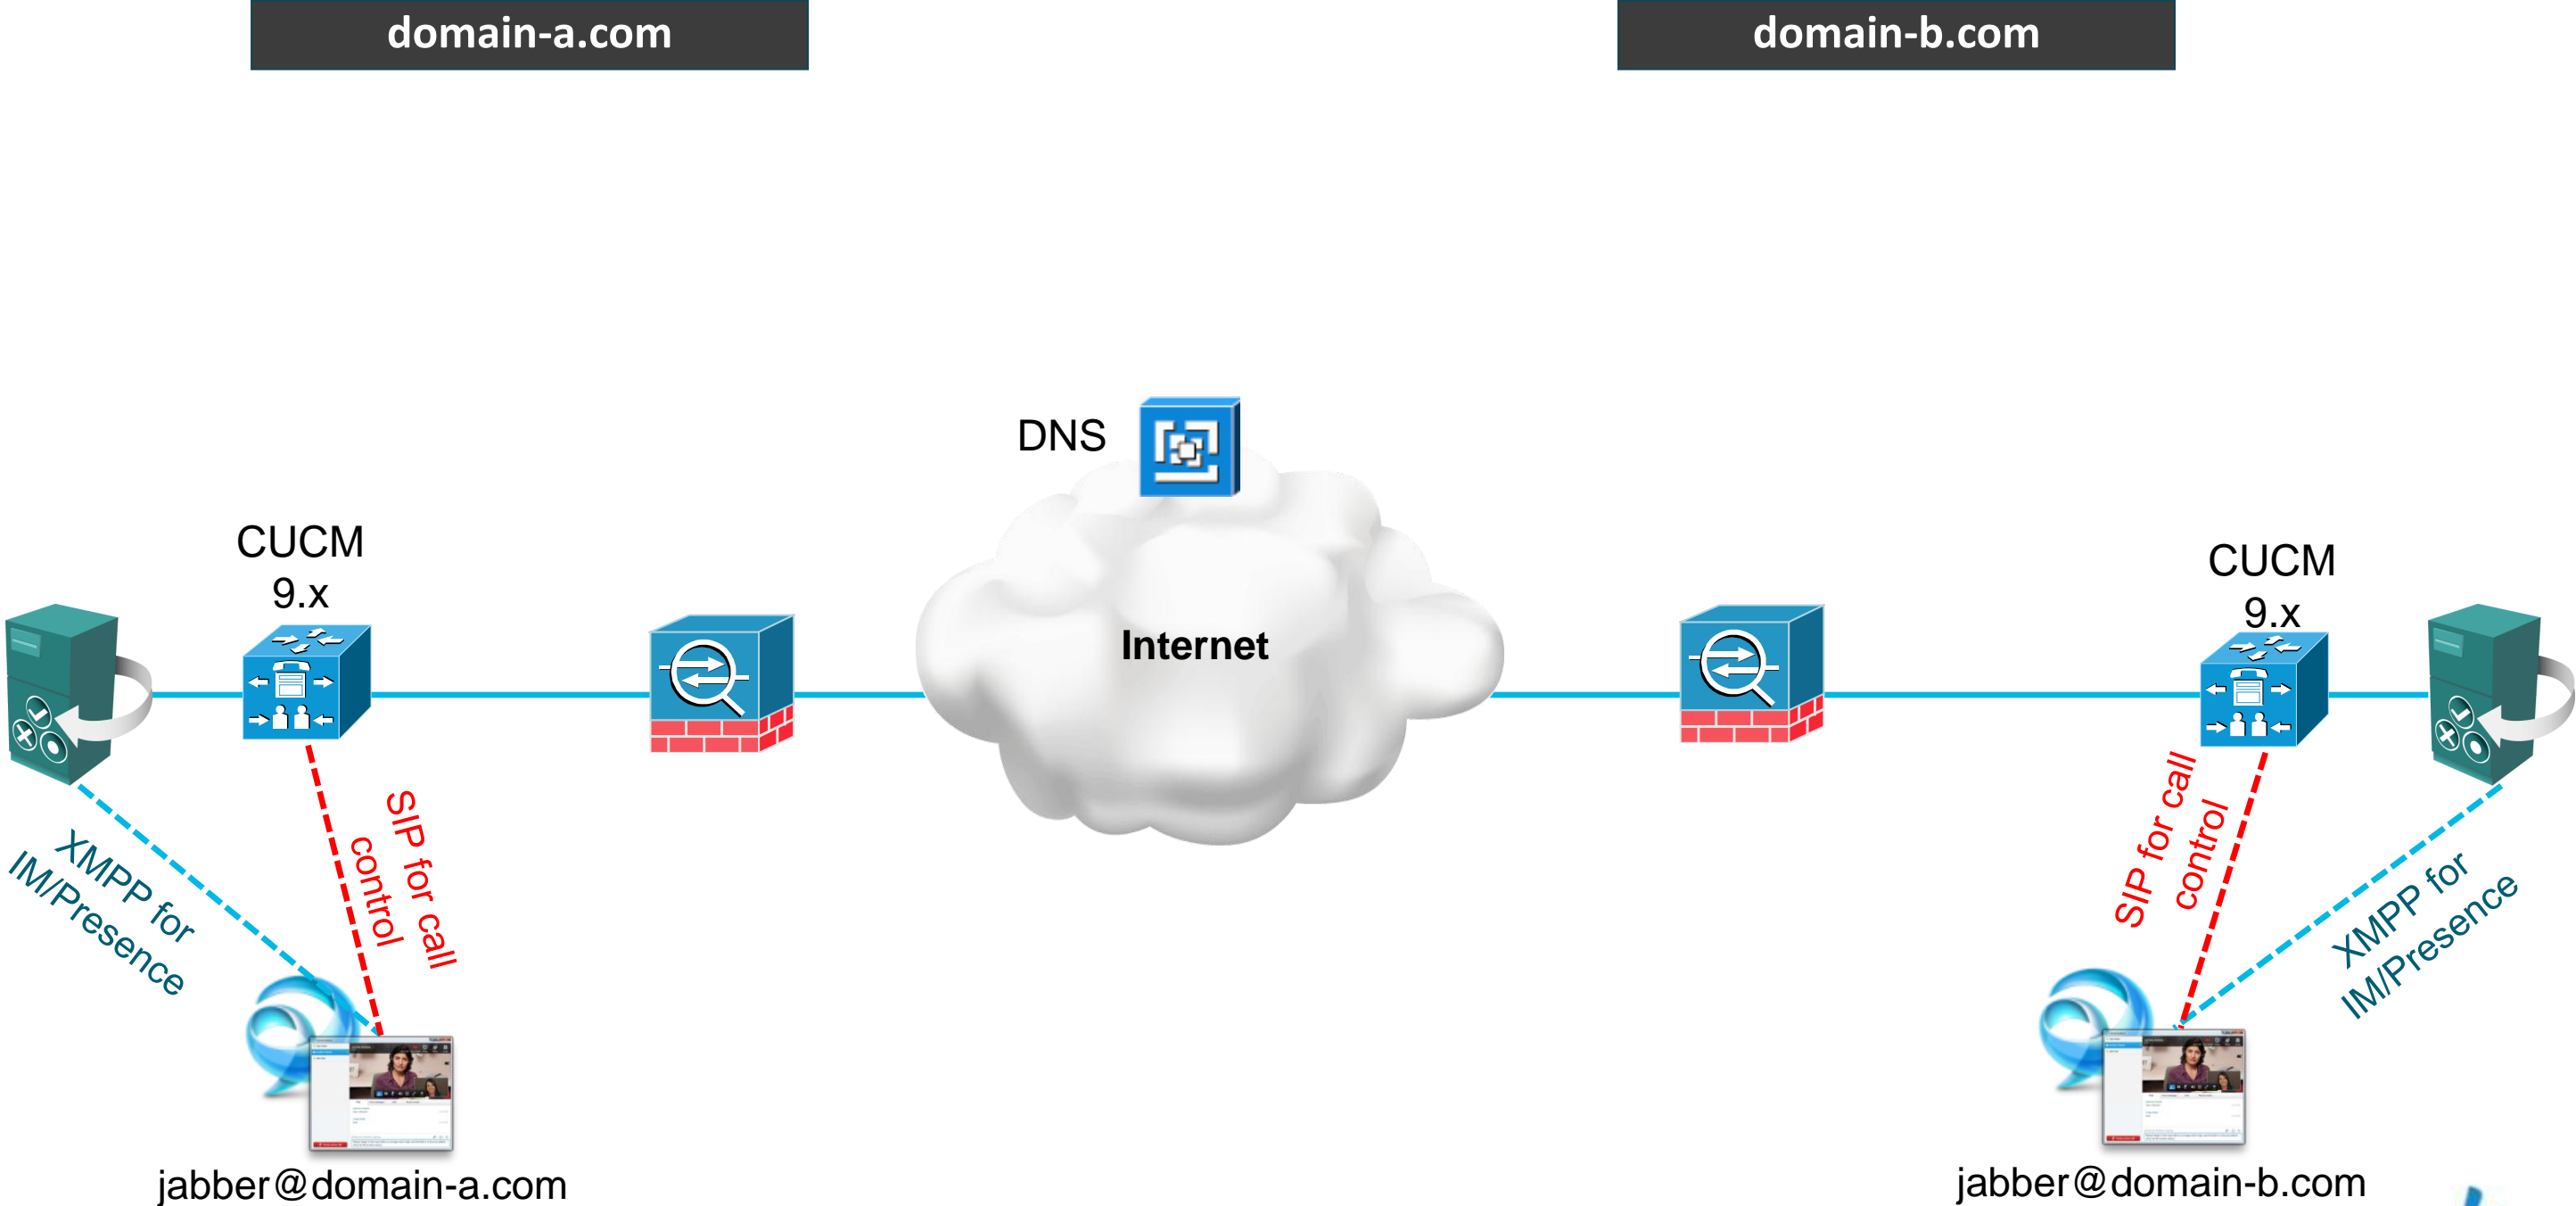 domain-a.com
domain-b.com
DNS
CUCM
9.x
CUCM
9.x
Internet
SIP for call
control
XMPP for
IM/Presence
SIP for call
control
XMPP for
IM/Presence
jabber@domain-a.com
jabber@domain-b.com